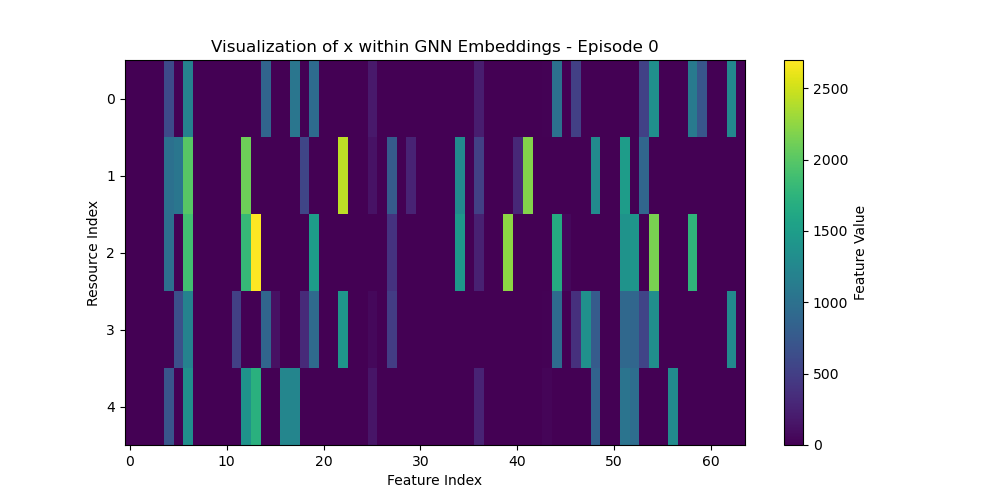 Visualization of x within GNN Embeddings - Episode 0
Resource Index
0
1
2
3
4
0 10 20 30 40 50 60
Feature Index
2500
2000
1500
1000
500
0
Feature Value